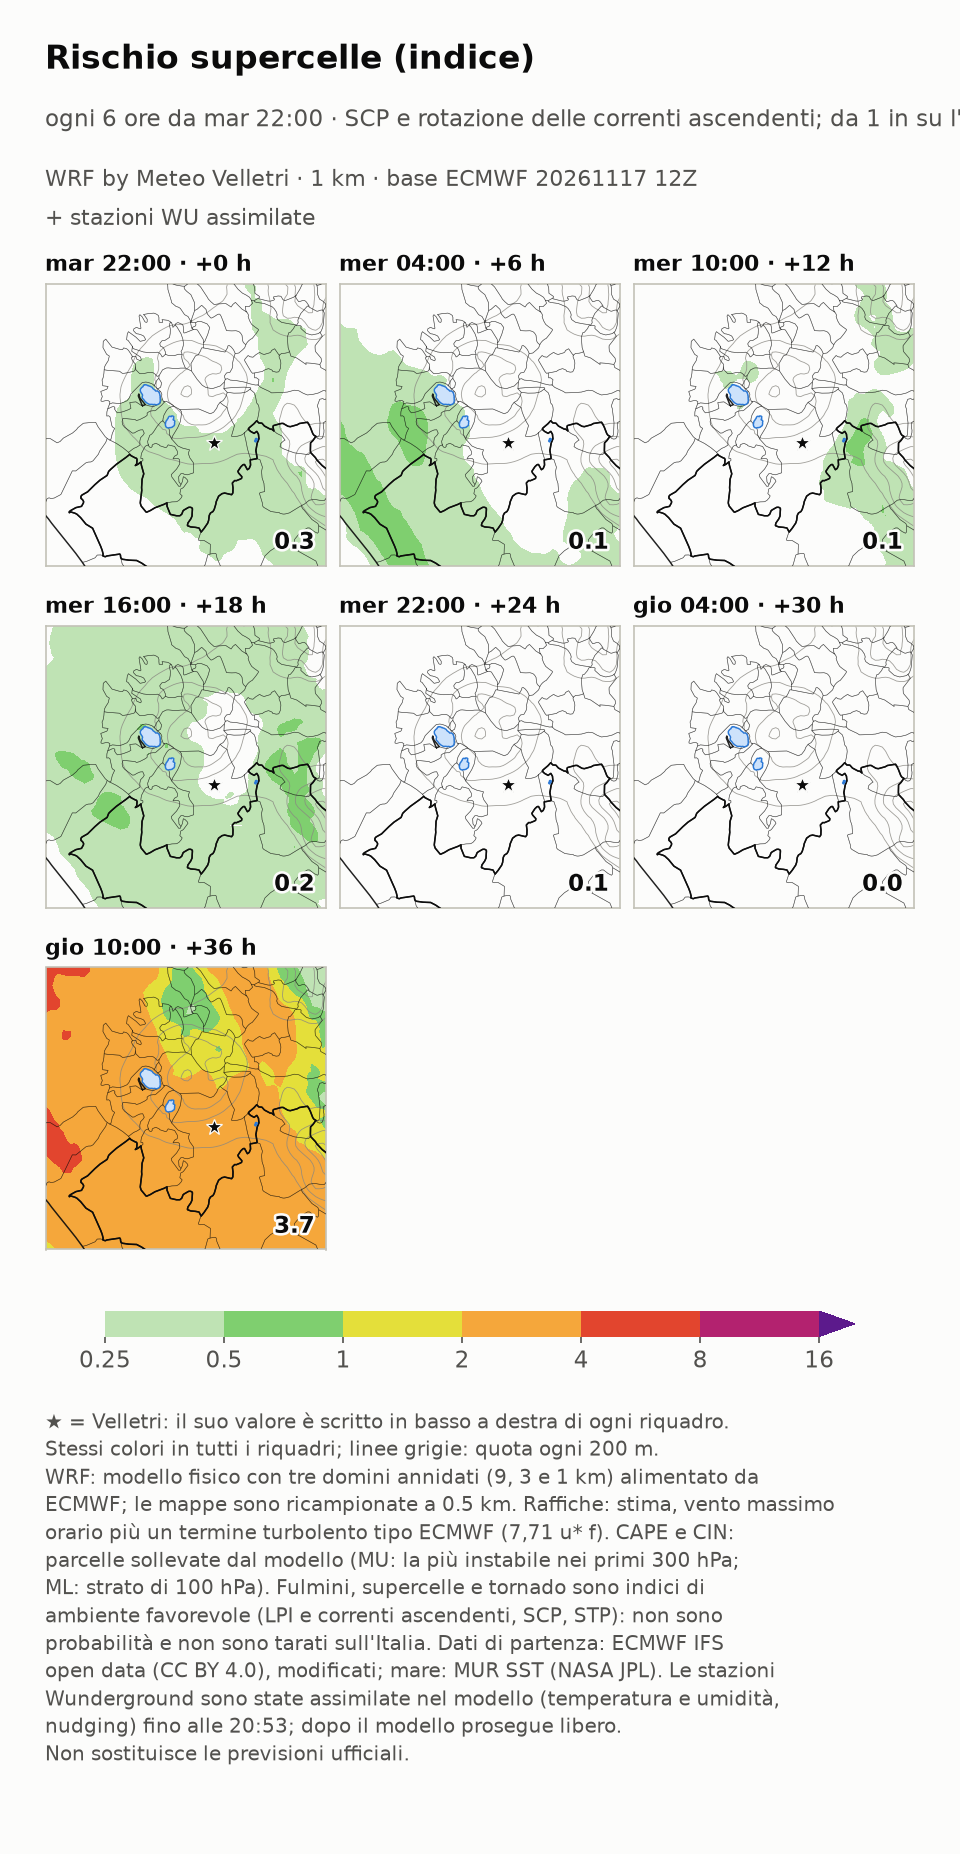 Rischio supercelle (indice)
ogni 6 ore da mar 22:00 · SCP e rotazione delle correnti ascendenti; da 1 in su l'
WRF by Meteo Velletri · 1 km · base ECMWF 20261117 12Z
+ stazioni WU assimilate
mar 22:00 · +0 h
mer 04:00 · +6 h
mer 10:00 · +12 h
0.3
0.1
0.1
mer 16:00 · +18 h
mer 22:00 · +24 h
gio 04:00 · +30 h
0.2
0.1
0.0
gio 10:00 · +36 h
3.7
0.25 0.5 1 2 4 8 16
★ = Velletri: il suo valore è scritto in basso a destra di ogni riquadro.
Stessi colori in tutti i riquadri; linee grigie: quota ogni 200 m.
WRF: modello fisico con tre domini annidati (9, 3 e 1 km) alimentato da
ECMWF; le mappe sono ricampionate a 0.5 km. Raffiche: stima, vento massimo
orario più un termine turbolento tipo ECMWF (7,71 u* f). CAPE e CIN:
parcelle sollevate dal modello (MU: la più instabile nei primi 300 hPa;
ML: strato di 100 hPa). Fulmini, supercelle e tornado sono indici di
ambiente favorevole (LPI e correnti ascendenti, SCP, STP): non sono
probabilità e non sono tarati sull'Italia. Dati di partenza: ECMWF IFS
open data (CC BY 4.0), modificati; mare: MUR SST (NASA JPL). Le stazioni
Wunderground sono state assimilate nel modello (temperatura e umidità,
nudging) fino alle 20:53; dopo il modello prosegue libero.
Non sostituisce le previsioni ufficiali.